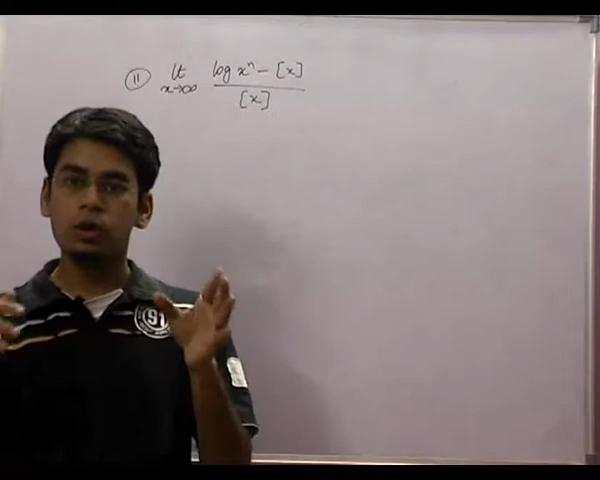 ⑪ lt x→∞ log xⁿ − [x] / [x]
91